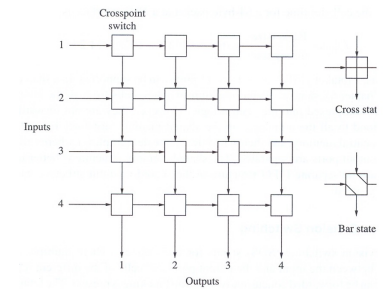 Crosspoint
switch
1
2
Inputs
3
4
1 2 3 4
Outputs
Cross stat
Bar state